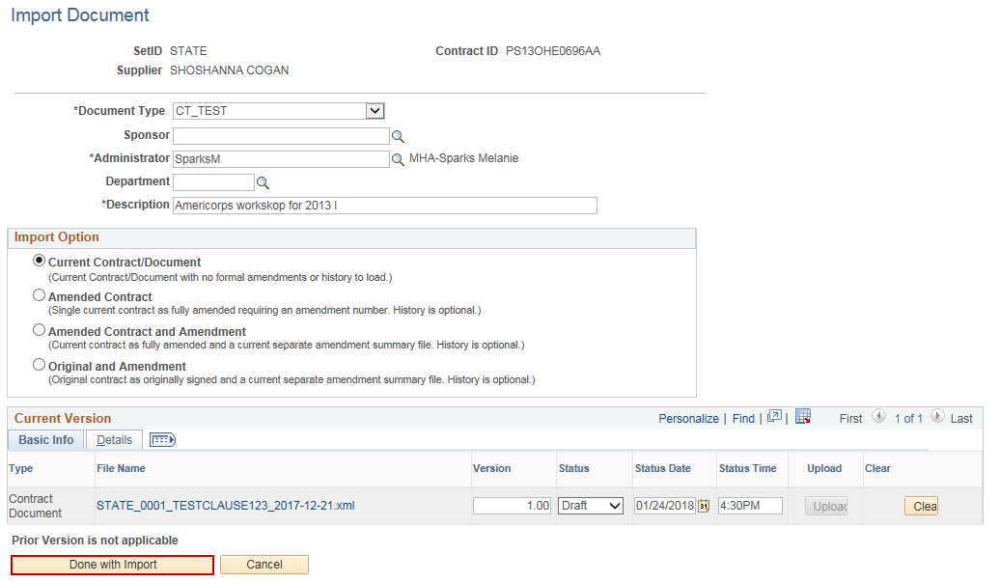 Import Document
SetID STATE Contract ID PS13OHE0696AA
Supplier SHOSHANNA COGAN
*Document Type CT_TEST
Sponsor
*Administrator SparksM MHA-Sparks Melanie
Department
*Description Americorps workskop for 2013 I
Import Option
Current Contract/Document
(Current Contract/Document with no formal amendments or history to load.)
Amended Contract
(Single current contract as fully amended requiring an amendment number. History is optional.)
Amended Contract and Amendment
(Current contract as fully amended and a current separate amendment summary file. History is optional.)
Original and Amendment
(Original contract as originally signed and a current separate amendment summary file. History is optional.)
Current Version Personalize | Find | | First 1 of 1 Last
Basic Info Details
Type File Name Version Status Status Date Status Time Upload Clear
Contract Document STATE_0001_TESTCLAUSE123_2017-12-21.xml 1.00 Draft 01/24/2018 31 4:30PM Upload Clea
Prior Version is not applicable
Done with Import Cancel